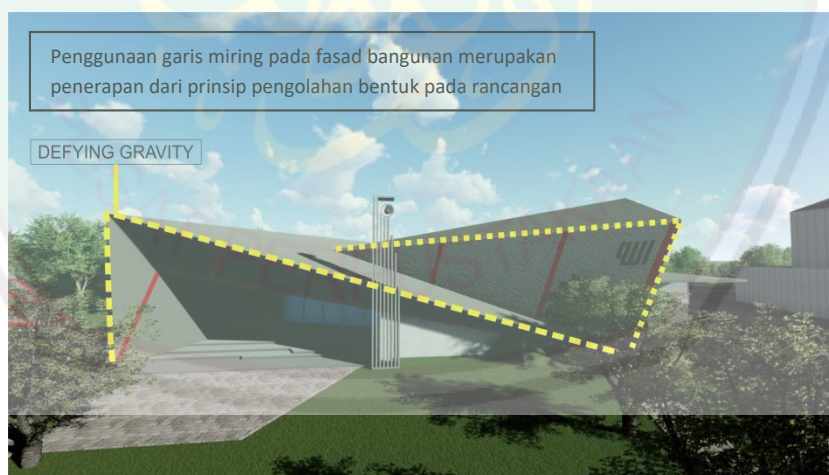 Penggunaan garis miring pada fasad bangunan merupakan
penerapan dari prinsip pengolahan bentuk pada rancangan
DEFYING GRAVITY